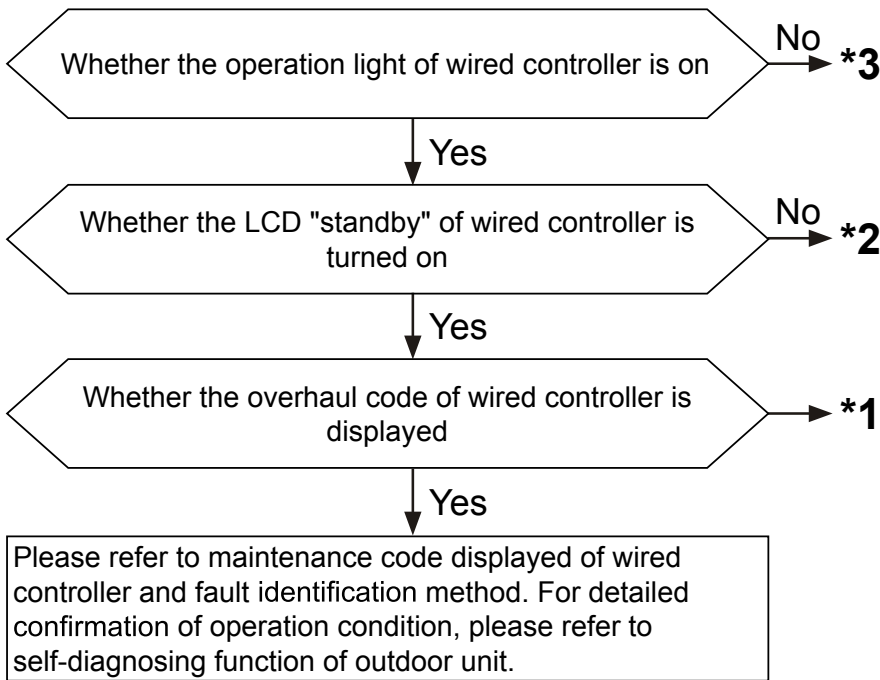 Whether the operation light of wired controller is on
No
*3
Yes
Whether the LCD "standby" of wired controller is
turned on
No
*2
Yes
Whether the overhaul code of wired controller is
displayed
*1
Yes
Please refer to maintenance code displayed of wired
controller and fault identification method. For detailed
confirmation of operation condition, please refer to
self-diagnosing function of outdoor unit.